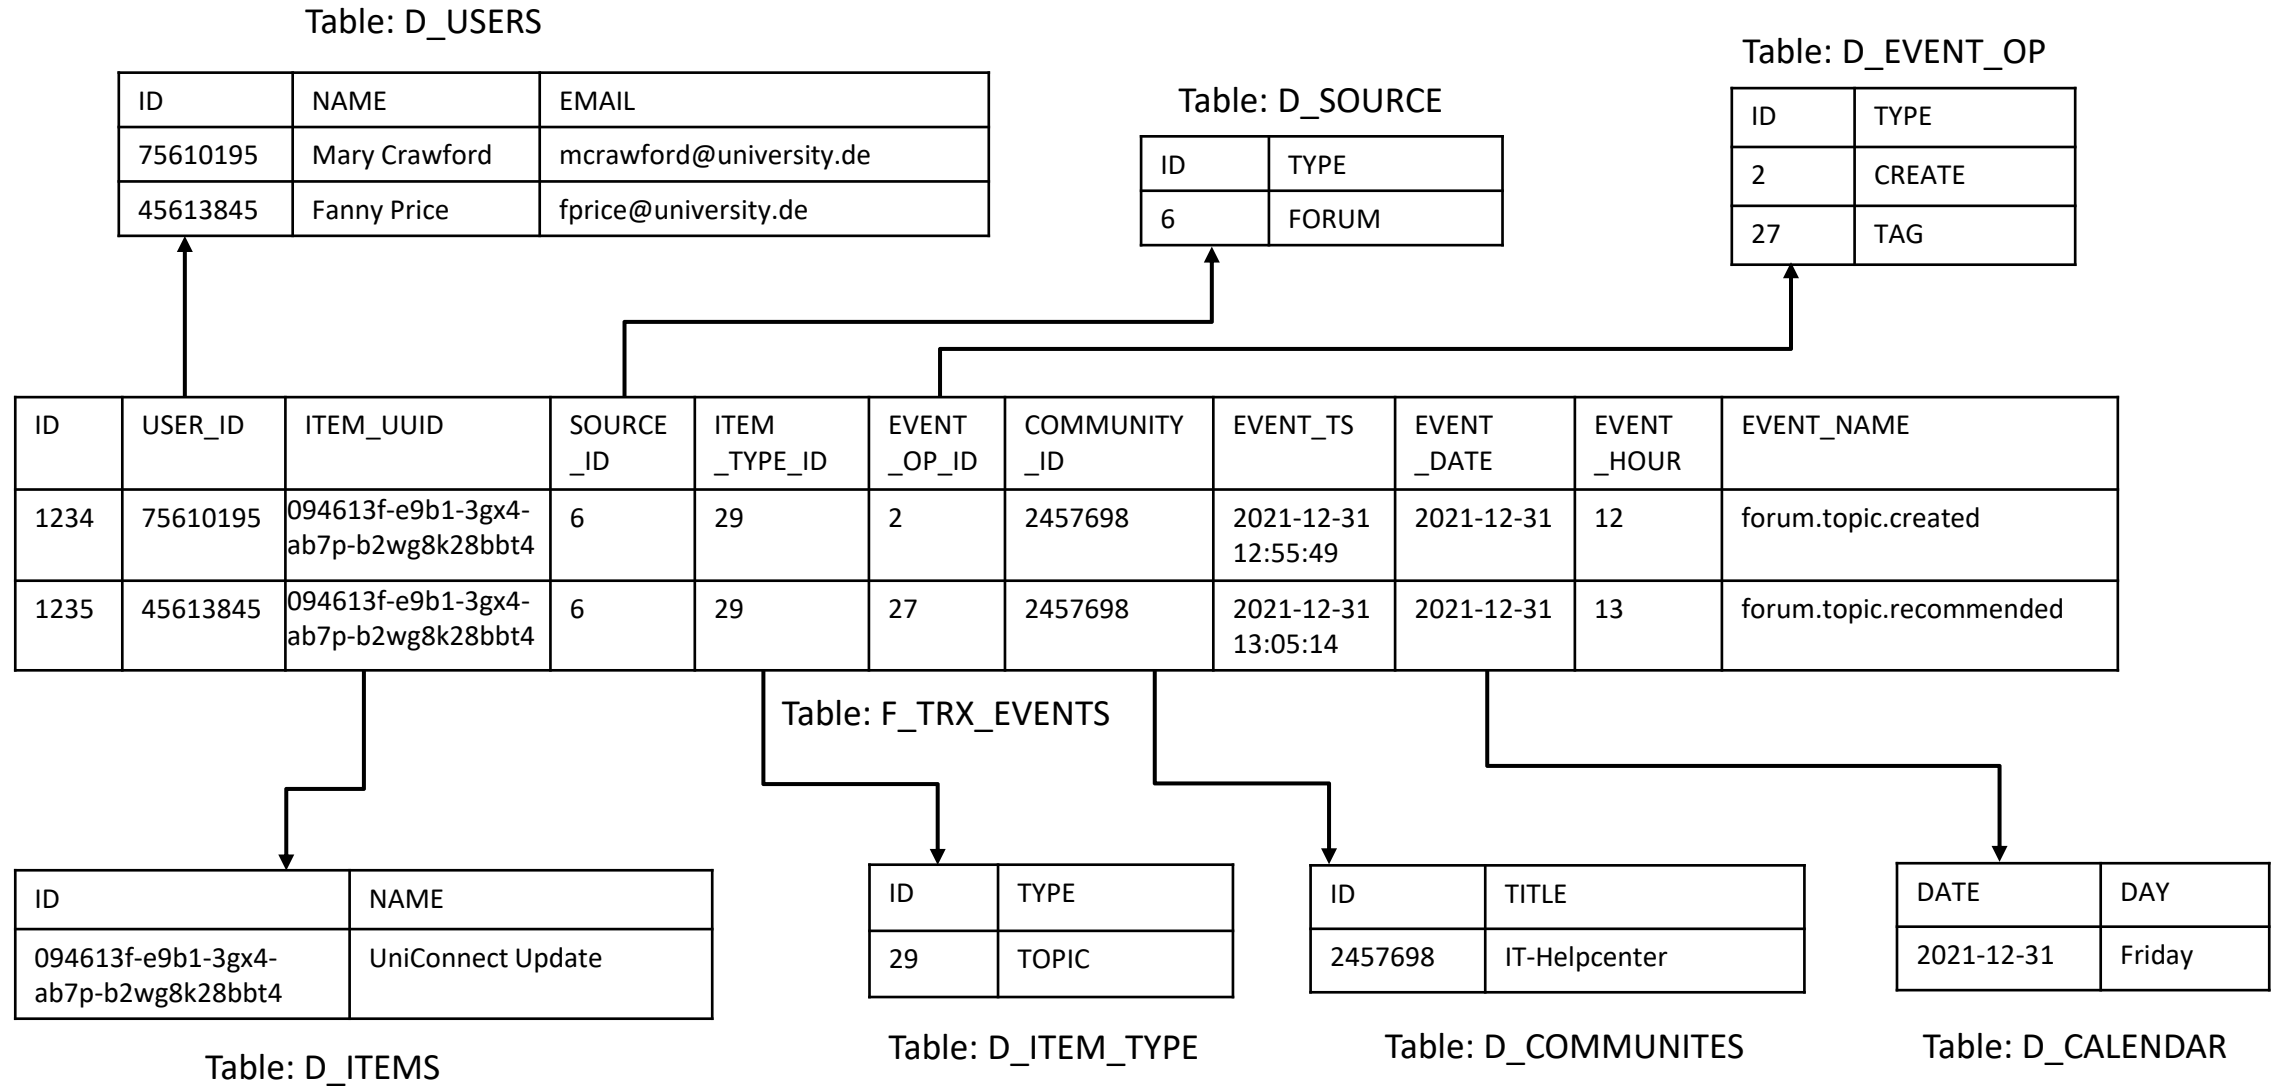 Table: D_USERS
ID NAME EMAIL
75610195 Mary Crawford mcrawford@university.de
45613845 Fanny Price fprice@university.de
Table: D_SOURCE
ID TYPE
6 FORUM
Table: D_EVENT_OP
ID TYPE
2 CREATE
27 TAG
ID USER_ID ITEM_UUID SOURCE ITEM EVENT COMMUNITY EVENT_TS EVENT EVENT EVENT_NAME
_ID _TYPE_ID _OP_ID _ID _DATE _HOUR
1234 75610195 094613f-e9b1-3gx4- 6 29 2 2457698 2021-12-31 2021-12-31 12 forum.topic.created
ab7p-b2wg8k28bbt4 12:55:49
1235 45613845 094613f-e9b1-3gx4- 6 29 27 2457698 2021-12-31 2021-12-31 13 forum.topic.recommended
ab7p-b2wg8k28bbt4 13:05:14
Table: F_TRX_EVENTS
ID NAME
094613f-e9b1-3gx4- UniConnect Update
ab7p-b2wg8k28bbt4
Table: D_ITEMS
ID TYPE
29 TOPIC
Table: D_ITEM_TYPE
ID TITLE
2457698 IT-Helpcenter
Table: D_COMMUNITES
DATE DAY
2021-12-31 Friday
Table: D_CALENDAR